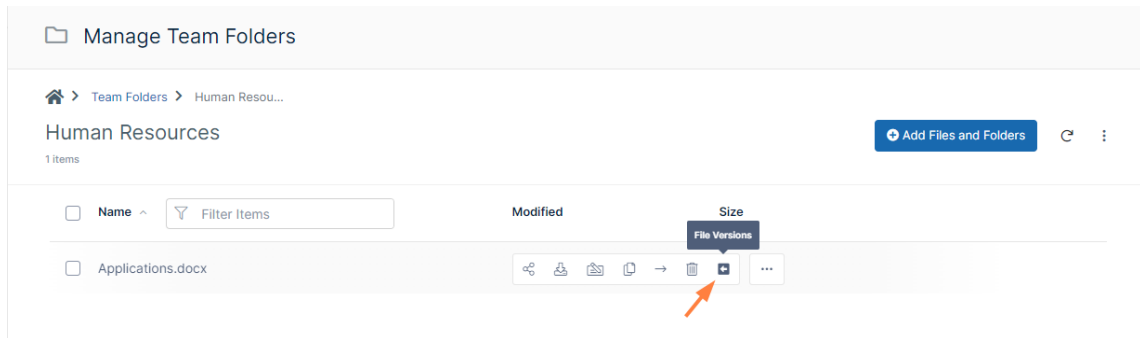 Manage Team Folders
Team Folders Human Resou...
Human Resources
Add Files and Folders
1 items
Name
Filter Items
Modified
Size
File Versions
Applications.docx